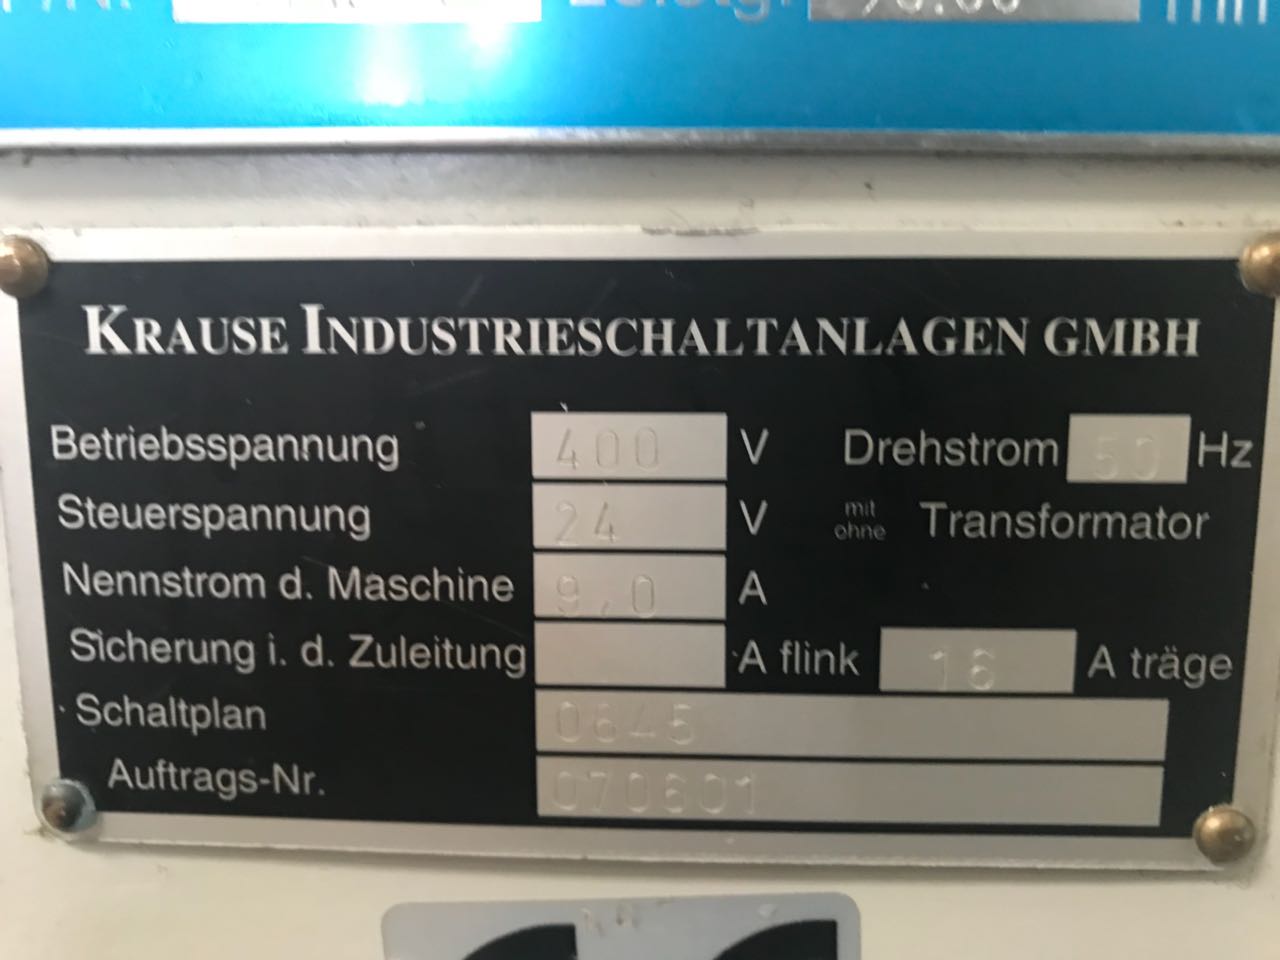 KRAUSE INDUSTRIESCHALTANLAGEN GMBH
Betriebsspannung 400 V Drehstrom 50 Hz
Steuerspannung 24 V mit ohne Transformator
Nennstrom d. Maschine 9,0 A
Sicherung i. d. Zuleitung A flink 16 A träge
Schaltplan 0645
Auftrags-Nr. 070601